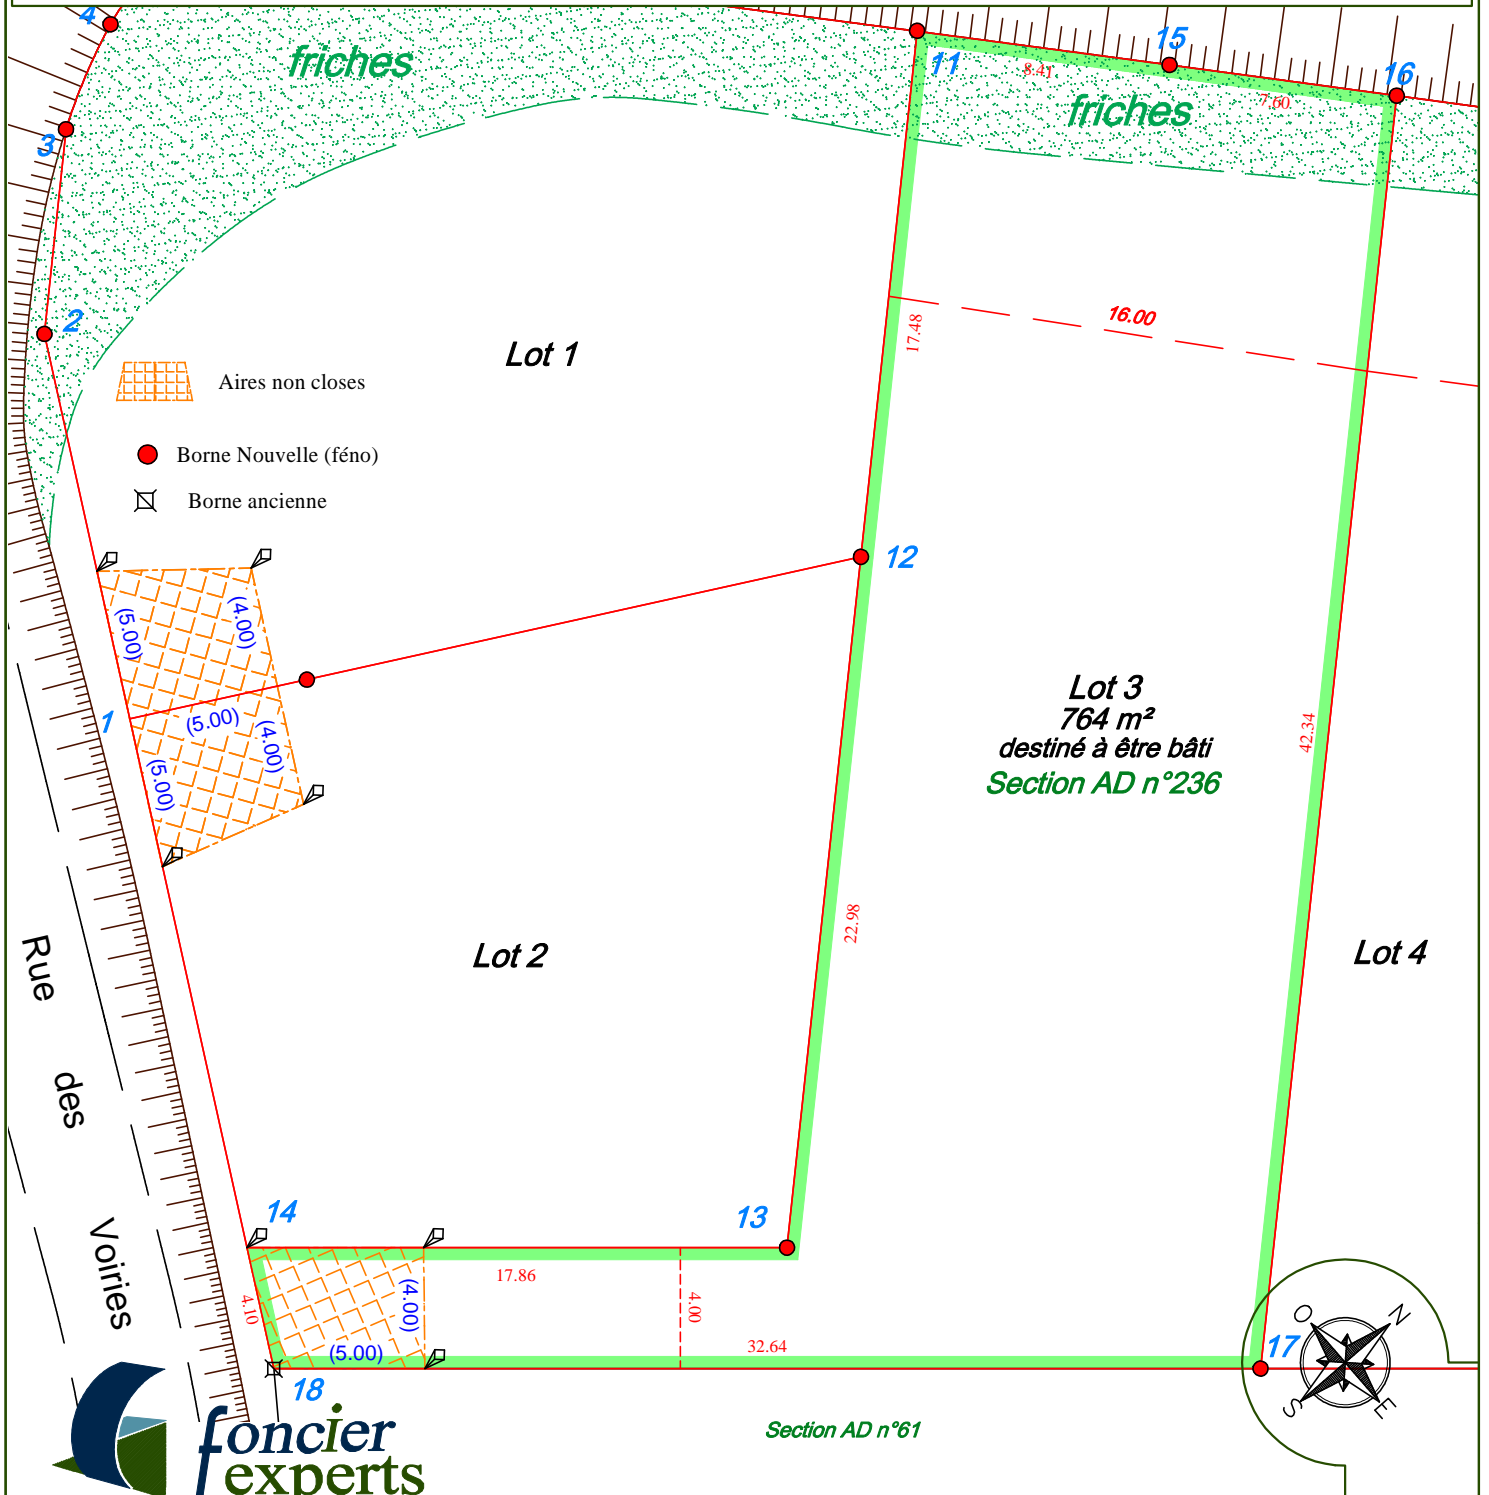 4
friches
11
8.41
15
7.60
16
friches
3
2
16.00
17.48
Lot 1
Aires non closes
Borne Nouvelle (féno)
Borne ancienne
12
(5.00)
(4.00)
1
(5.00)
(4.00)
(5.00)
Lot 3
764 m²
destiné à être bâti
Section AD n°236
42.34
22.98
Lot 2
Lot 4
Rue
des
Voiries
14
13
17.86
4.10
(4.00)
4.00
(5.00)
32.64
17
O
N
S
E
18
Section AD n°61
foncier
experts